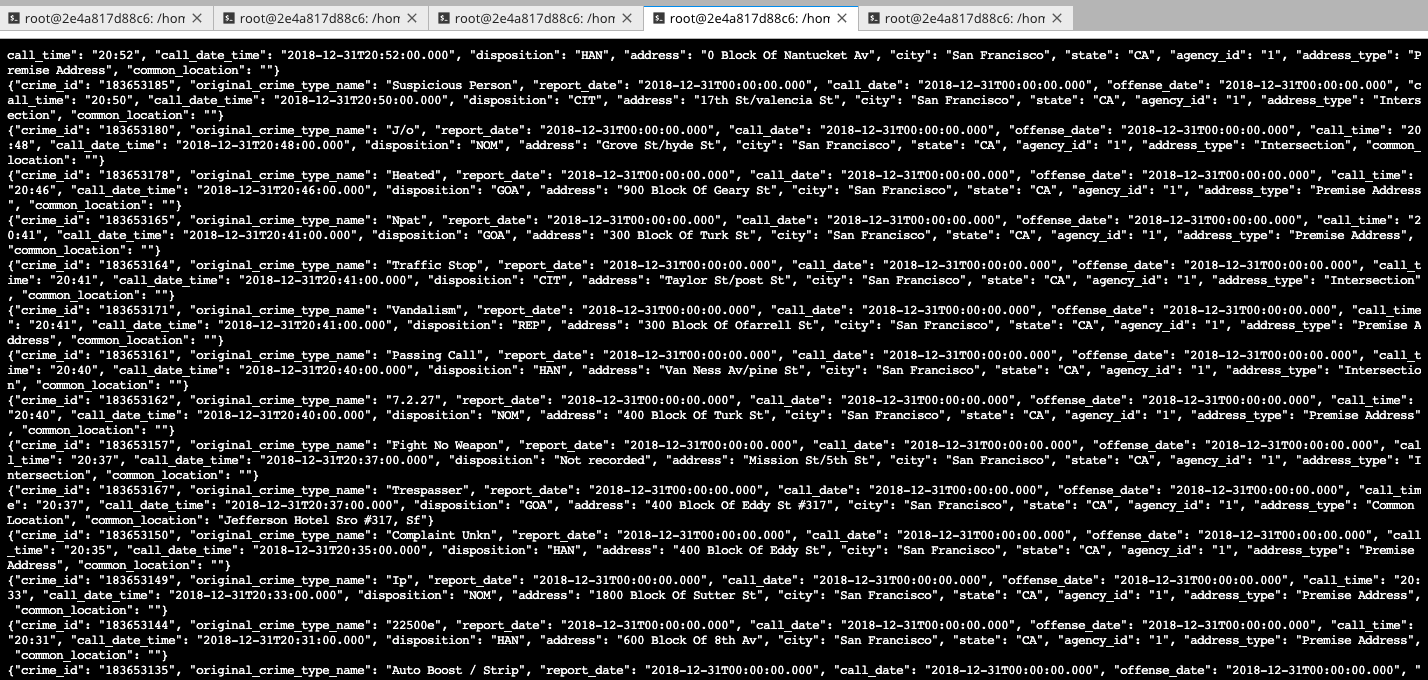 root@2e4a817d88c6: /hon
root@2e4a817d88c6: /hon
root@2e4a817d88c6: /hon
root@2e4a817d88c6: /hon
root@2e4a817d88c6: /hon
call_time": "20:52", "call_date_time": "2018-12-31T20:52:00.000", "disposition": "HAN", "address": "0 Block Of Nantucket Av", "city": "San Francisco", "state": "CA", "agency_id": "1", "address_type": "P
remise Address", "common_location": ""}
{"crime_id": "183653185", "original_crime_type_name": "Suspicious Person", "report_date": "2018-12-31T00:00:00.000", "call_date": "2018-12-31T00:00:00.000", "offense_date": "2018-12-31T00:00:00.000", "c
all_time": "20:50", "call_date_time": "2018-12-31T20:50:00.000", "disposition": "CIT", "address": "17th St/valencia St", "city": "San Francisco", "state": "CA", "agency_id": "1", "address_type": "Inters
ection", "common_location": ""}
{"crime_id": "183653180", "original_crime_type_name": "J/o", "report_date": "2018-12-31T00:00:00.000", "call_date": "2018-12-31T00:00:00.000", "offense_date": "2018-12-31T00:00:00.000", "call_time": "20
:48", "call_date_time": "2018-12-31T20:48:00.000", "disposition": "NOM", "address": "Grove St/hyde St", "city": "San Francisco", "state": "CA", "agency_id": "1", "address_type": "Intersection", "common_
location": ""}
{"crime_id": "183653178", "original_crime_type_name": "Heated", "report_date": "2018-12-31T00:00:00.000", "call_date": "2018-12-31T00:00:00.000", "offense_date": "2018-12-31T00:00:00.000", "call_time":
"20:46", "call_date_time": "2018-12-31T20:46:00.000", "disposition": "GOA", "address": "900 Block Of Geary St", "city": "San Francisco", "state": "CA", "agency_id": "1", "address_type": "Premise Address
", "common_location": ""}
{"crime_id": "183653165", "original_crime_type_name": "Npat", "report_date": "2018-12-31T00:00:00.000", "call_date": "2018-12-31T00:00:00.000", "offense_date": "2018-12-31T00:00:00.000", "call_time": "2
0:41", "call_date_time": "2018-12-31T20:41:00.000", "disposition": "GOA", "address": "300 Block Of Turk St", "city": "San Francisco", "state": "CA", "agency_id": "1", "address_type": "Premise Address",
"common_location": ""}
{"crime_id": "183653164", "original_crime_type_name": "Traffic Stop", "report_date": "2018-12-31T00:00:00.000", "call_date": "2018-12-31T00:00:00.000", "offense_date": "2018-12-31T00:00:00.000", "call_t
ime": "20:41", "call_date_time": "2018-12-31T20:41:00.000", "disposition": "CIT", "address": "Taylor St/post St", "city": "San Francisco", "state": "CA", "agency_id": "1", "address_type": "Intersection"
, "common_location": ""}
{"crime_id": "183653171", "original_crime_type_name": "Vandalism", "report_date": "2018-12-31T00:00:00.000", "call_date": "2018-12-31T00:00:00.000", "offense_date": "2018-12-31T00:00:00.000", "call_time
": "20:41", "call_date_time": "2018-12-31T20:41:00.000", "disposition": "REP", "address": "300 Block Of Ofarrell St", "city": "San Francisco", "state": "CA", "agency_id": "1", "address_type": "Premise A
ddress", "common_location": ""}
{"crime_id": "183653161", "original_crime_type_name": "Passing Call", "report_date": "2018-12-31T00:00:00.000", "call_date": "2018-12-31T00:00:00.000", "offense_date": "2018-12-31T00:00:00.000", "call_t
ime": "20:40", "call_date_time": "2018-12-31T20:40:00.000", "disposition": "HAN", "address": "Van Ness Av/pine St", "city": "San Francisco", "state": "CA", "agency_id": "1", "address_type": "Intersectio
n", "common_location": ""}
{"crime_id": "183653162", "original_crime_type_name": "7.2.27", "report_date": "2018-12-31T00:00:00.000", "call_date": "2018-12-31T00:00:00.000", "offense_date": "2018-12-31T00:00:00.000", "call_time":
"20:40", "call_date_time": "2018-12-31T20:40:00.000", "disposition": "NOM", "address": "400 Block Of Turk St", "city": "San Francisco", "state": "CA", "agency_id": "1", "address_type": "Premise Address"
, "common_location": ""}
{"crime_id": "183653157", "original_crime_type_name": "Fight No Weapon", "report_date": "2018-12-31T00:00:00.000", "call_date": "2018-12-31T00:00:00.000", "offense_date": "2018-12-31T00:00:00.000", "cal
l_time": "20:37", "call_date_time": "2018-12-31T20:37:00.000", "disposition": "Not recorded", "address": "Mission St/5th St", "city": "San Francisco", "state": "CA", "agency_id": "1", "address_type": "I
ntersection", "common_location": ""}
{"crime_id": "183653167", "original_crime_type_name": "Trespasser", "report_date": "2018-12-31T00:00:00.000", "call_date": "2018-12-31T00:00:00.000", "offense_date": "2018-12-31T00:00:00.000", "call_tim
e": "20:37", "call_date_time": "2018-12-31T20:37:00.000", "disposition": "GOA", "address": "400 Block Of Eddy St #317", "city": "San Francisco", "state": "CA", "agency_id": "1", "address_type": "Common
Location", "common_location": "Jefferson Hotel Sro #317, Sf"}
{"crime_id": "183653150", "original_crime_type_name": "Complaint Unkn", "report_date": "2018-12-31T00:00:00.000", "call_date": "2018-12-31T00:00:00.000", "offense_date": "2018-12-31T00:00:00.000", "call
_time": "20:35", "call_date_time": "2018-12-31T20:35:00.000", "disposition": "HAN", "address": "400 Block Of Eddy St", "city": "San Francisco", "state": "CA", "agency_id": "1", "address_type": "Premise
Address", "common_location": ""}
{"crime_id": "183653149", "original_crime_type_name": "Ip", "report_date": "2018-12-31T00:00:00.000", "call_date": "2018-12-31T00:00:00.000", "offense_date": "2018-12-31T00:00:00.000", "call_time": "20:
33", "call_date_time": "2018-12-31T20:33:00.000", "disposition": "NOM", "address": "1800 Block Of Sutter St", "city": "San Francisco", "state": "CA", "agency_id": "1", "address_type": "Premise Address",
"common_location": ""}
{"crime_id": "183653144", "original_crime_type_name": "22500e", "report_date": "2018-12-31T00:00:00.000", "call_date": "2018-12-31T00:00:00.000", "offense_date": "2018-12-31T00:00:00.000", "call_time":
"20:31", "call_date_time": "2018-12-31T20:31:00.000", "disposition": "HAN", "address": "600 Block Of 8th Av", "city": "San Francisco", "state": "CA", "agency_id": "1", "address_type": "Premise Address",
"common_location": ""}
{"crime_id": "183653135", "original_crime_type_name": "Auto Boost / Strip", "report_date": "2018-12-31T00:00:00.000", "call_date": "2018-12-31T00:00:00.000", "offense_date": "2018-12-31T00:00:00.000", "